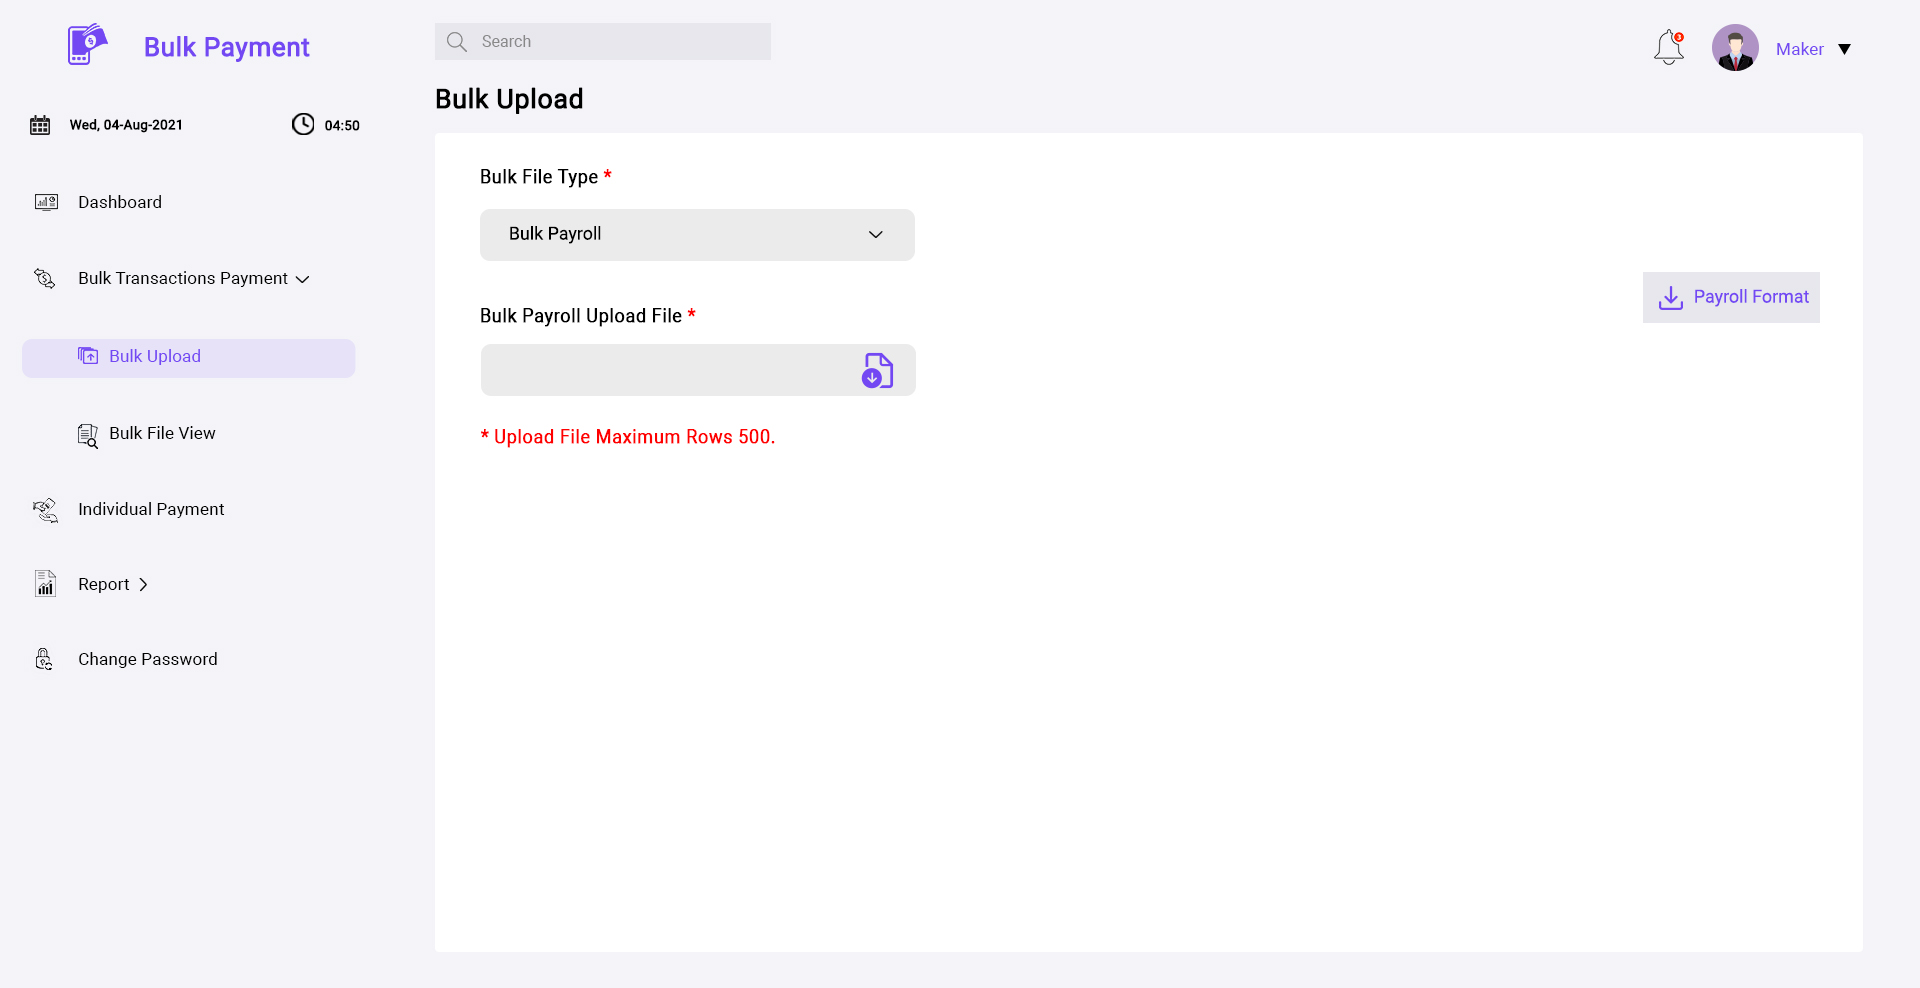 Bulk Payment
Search
3
Maker
Bulk Upload
Wed, 04-Aug-2021
04:50
Dashboard
Bulk Transactions Payment
Bulk Upload
Bulk File View
Individual Payment
Report
Change Password
Bulk File Type *
Bulk Payroll
Payroll Format
Bulk Payroll Upload File *
* Upload File Maximum Rows 500.